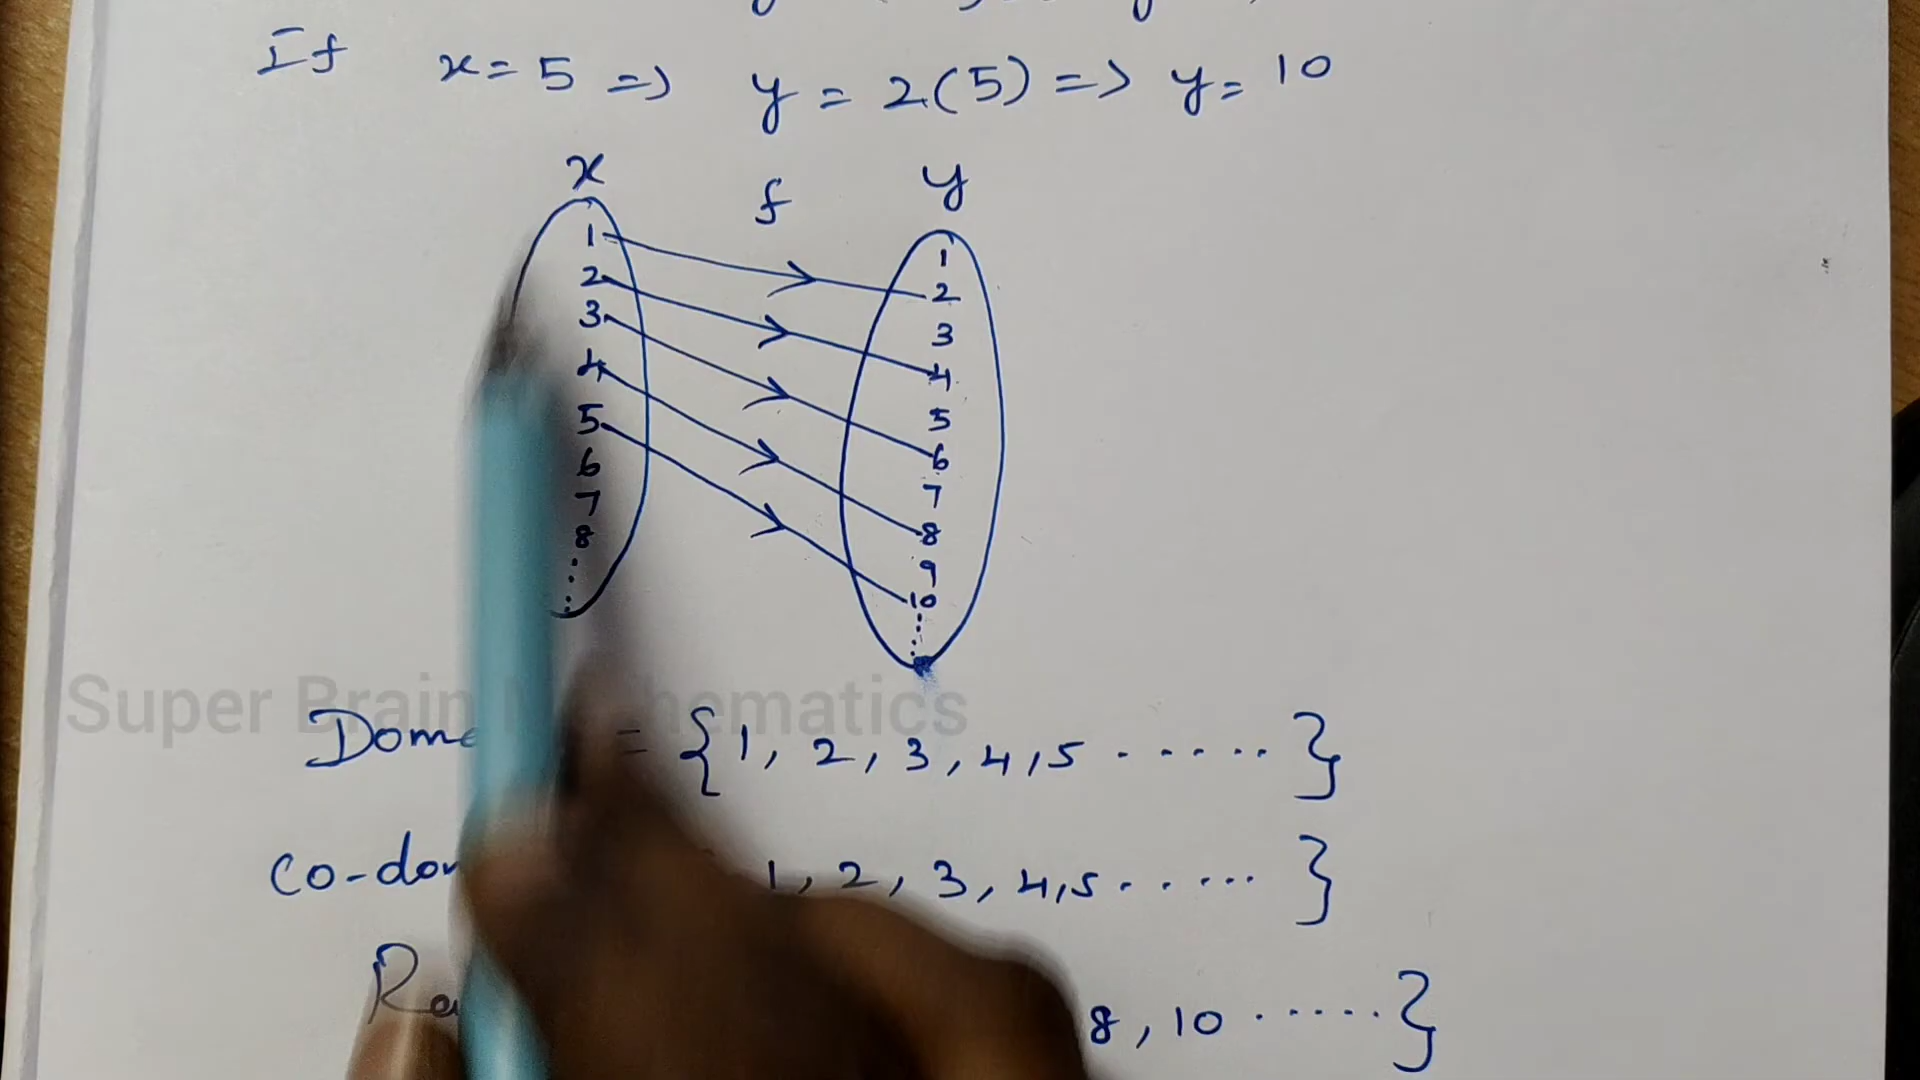 If x = 5 => y = 2(5) => y = 10
x f y
1 1
2 2
3 3
4 4
5 5
6 6
7 7
8 8
9
10
Super Brain Mathematics
= {1, 2, 3, 4, 5 ...... }
1, 2, 3, 4, 5 ...... }
8, 10 ...... }